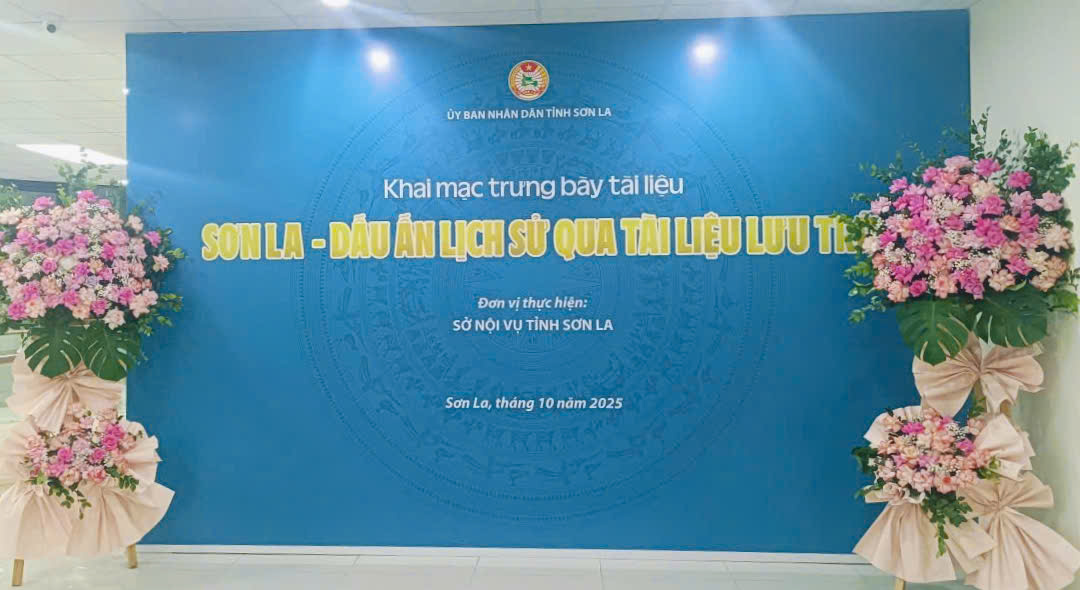 ỦY BAN NHÂN DÂN TỈNH SƠN LA
Khai mạc trưng bày tài liệu
SƠN LA - DẤU ẤN LỊCH SỬ QUA TÀI LIỆU LƯU
Đơn vị thực hiện:
SỞ NỘI VỤ TỈNH SƠN LA
Sơn La, tháng 10 năm 2025